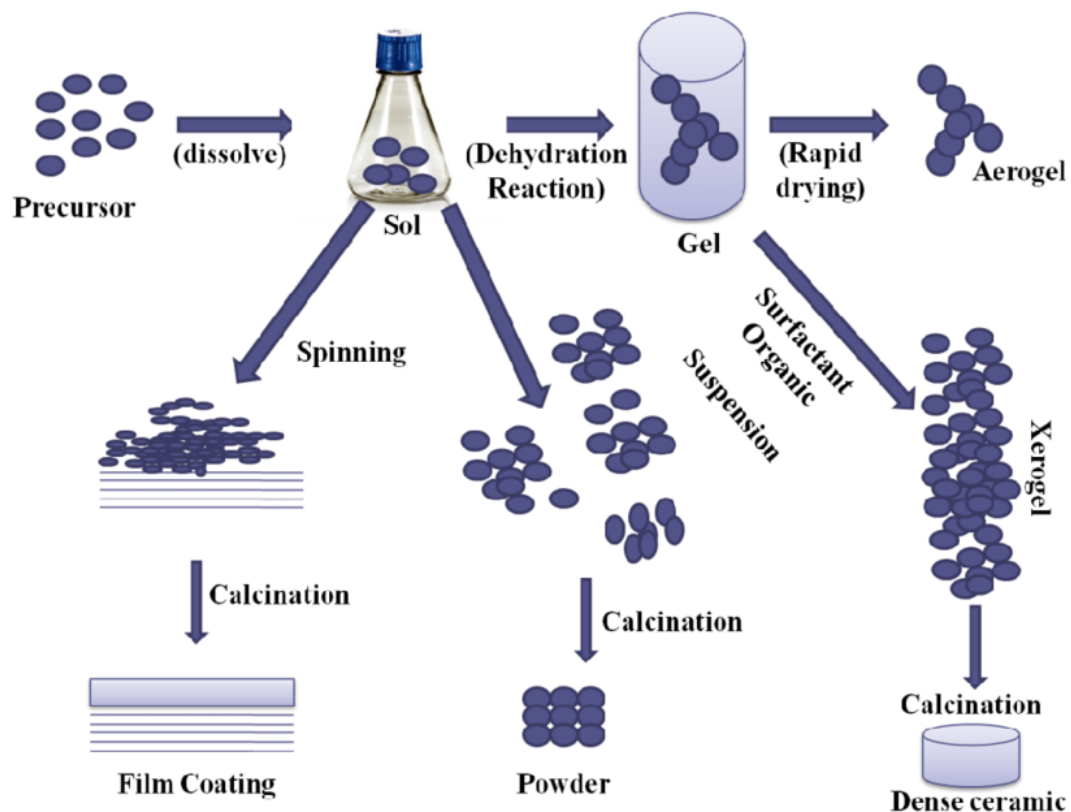 (dissolve)
Precursor
Sol
(Dehydration
Reaction)
Gel
(Rapid
drying)
Aerogel
Spinning
Suspension
Surfactant
Organic
Xerogel
Calcination
Calcination
Calcination
Film Coating
Powder
Dense ceramic